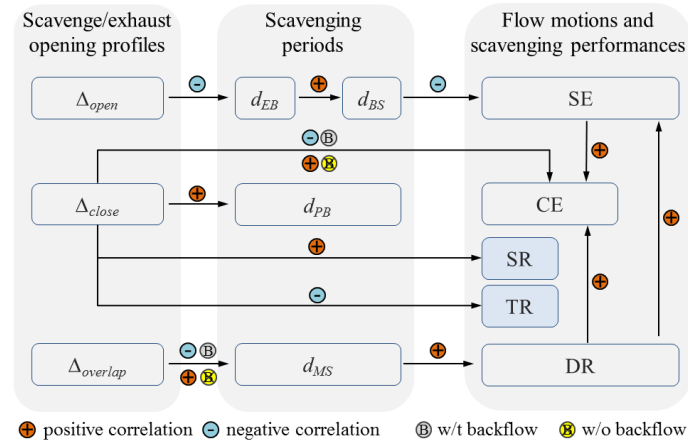 Scavenge/exhaust
opening profiles
Scavenging
periods
Flow motions and
scavenging performances
Δopen
-
dEB
+
dBS
-
SE
- B
+ B
+
+
Δclose
+
dPB
CE
+
SR
-
TR
+
Δoverlap
- B
+ B
dMS
+
DR
+ positive correlation - negative correlation B w/t backflow B w/o backflow